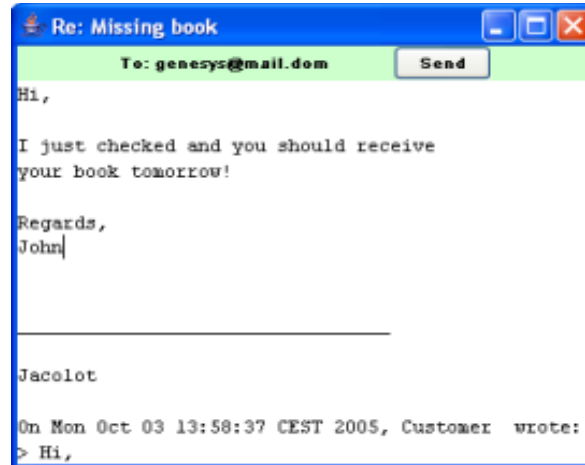 Re: Missing book
To: genesys@mail.dom
Send
Hi,
I just checked and you should receive
your book tomorrow!
Regards,
John
Jacolot
On Mon Oct 03 13:58:37 CEST 2005, Customer  wrote:
> Hi,